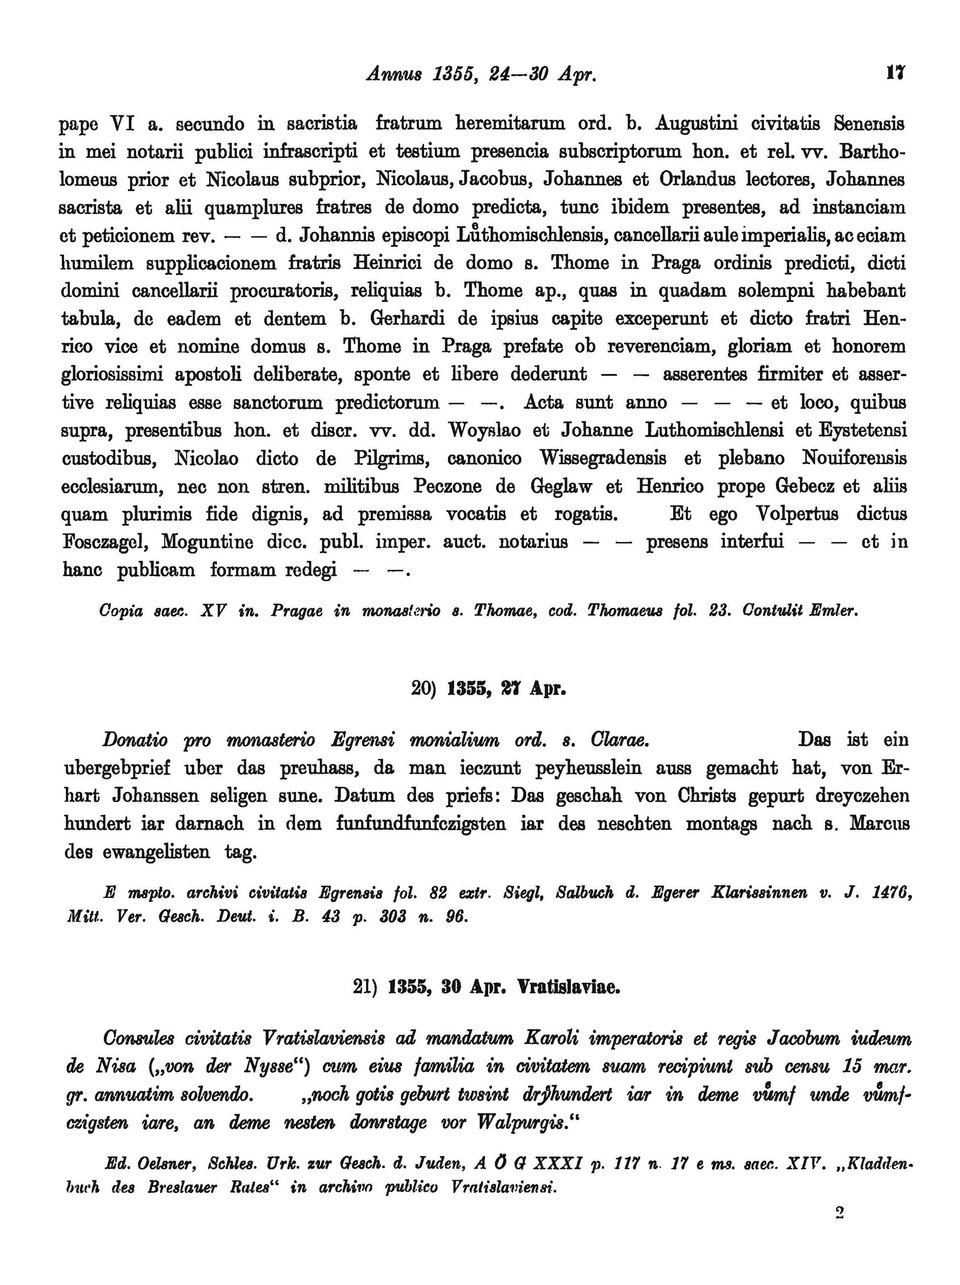 Annus 1355, 24—30 Apr. 17
pape VI a. secundo in sacristia fratrum heremitarum ord. b. Augustini civitatis Senensis
in mei notarii publici infrascripti et testium presencia subscriptorum hon. et rel. vv. Bartho-
lomeus prior et Nicolaus subprior, Nicolaus, Jacobus, Johannes et Orlandus lectores, Johannes
sacrista et alii quamplures fratres de domo predicta, tunc ibidem presentes, ad instanciam
et peticionem rev. — — d. Johannis episcopi Lůthomischlensis, cancellarii aule imperialis, ac eciam
humilem supplicacionem fratris Heinrici de domo s. Thome in Praga ordinis predicti, dicti
domini cancellarii procuratoris, reliquias b. Thome ap., quas in quadam solempni habebant
tabula, de eadem et dentem b. Gerhardi de ipsius capite exceperunt et dicto fratri Hen-
rico vice et nomine domus s. Thome in Praga prefate ob reverenciam, gloriam et honorem
gloriosissimi apostoli deliberate, sponte et libere dederunt — — asserentes firmiter et asser-
tive reliquias esse sanctorum predictorum — —. Acta sunt anno — — — et loco, quibus
supra, presentibus hon. et discr. vv. dd. Woyslao et Johanne Luthomischlensi et Eystetensi
custodibus, Nicolao dicto de Pilgrims, canonico Wissegradensis et plebano Nouiforensis
ecclesiarum, nec non stren. militibus Peczone de Geglaw et Henrico prope Gebecz et aliis
quam plurimis fide dignis, ad premissa vocatis et rogatis. Et ego Volpertus dictus
Fosczagel, Moguntine dioc. publ. imper. auct. notarius — — presens interfui — — et in
hanc publicam formam redegi — —.
Copia saec. XV in. Pragae in monasterio s. Thomae, cod. Thomaeus fol. 23. Contulit Emler.
20) 1355, 27 Apr.
Donatio pro monasterio Egrensi monialium ord. s. Clarae. Das ist ein
ubergebprief uber das preuhass, da man ieczunt peyheusslein auss gemacht hat, von Er-
hart Johanssen seligen sune. Datum des priefs: Das geschah von Christs gepurt dreyczehen
hundert iar darnach in dem funfundfunfczigsten iar des neschten montags nach s. Marcus
des ewangelisten tag.
E mspto. archivi civitatis Egrensis fol. 82 extr. Siegl, Salbuch d. Egerer Klarissinnen v. J. 1476,
Mitt. Ver. Gesch. Deut. i. B. 43 p. 303 n. 96.
21) 1355, 30 Apr. Vratislaviae.
Consules civitatis Vratislaviensis ad mandatum Karoli imperatoris et regis Jacobum iudeum
de Nisa („von der Nysse“) cum eius familia in civitatem suam recipiunt sub censu 15 mar.
gr. annuatim solvendo. „noch gotis geburt twsint drẙhundert iar in deme vůmf unde vůmf-
czigsten iare, an deme nesten donrstage vor Walpurgis.“
Ed. Oelsner, Schles. Urk. zur Gesch. d. Juden, A Ö G XXXI p. 117 n. 17 e ms. saec. XIV. „Kladden-
buch des Breslauer Rates“ in archivo publico Vratislaviensi.
2